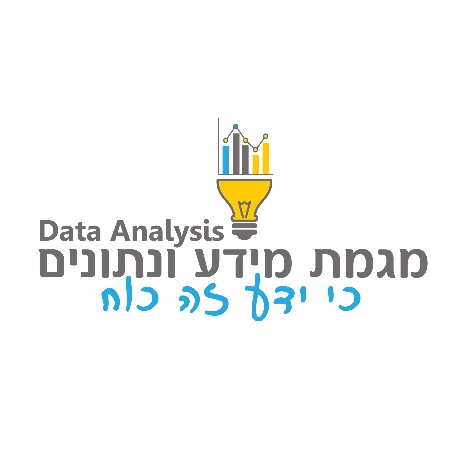 Data Analysis
מגמת מידע ונתונים
כי ידע זה כוח